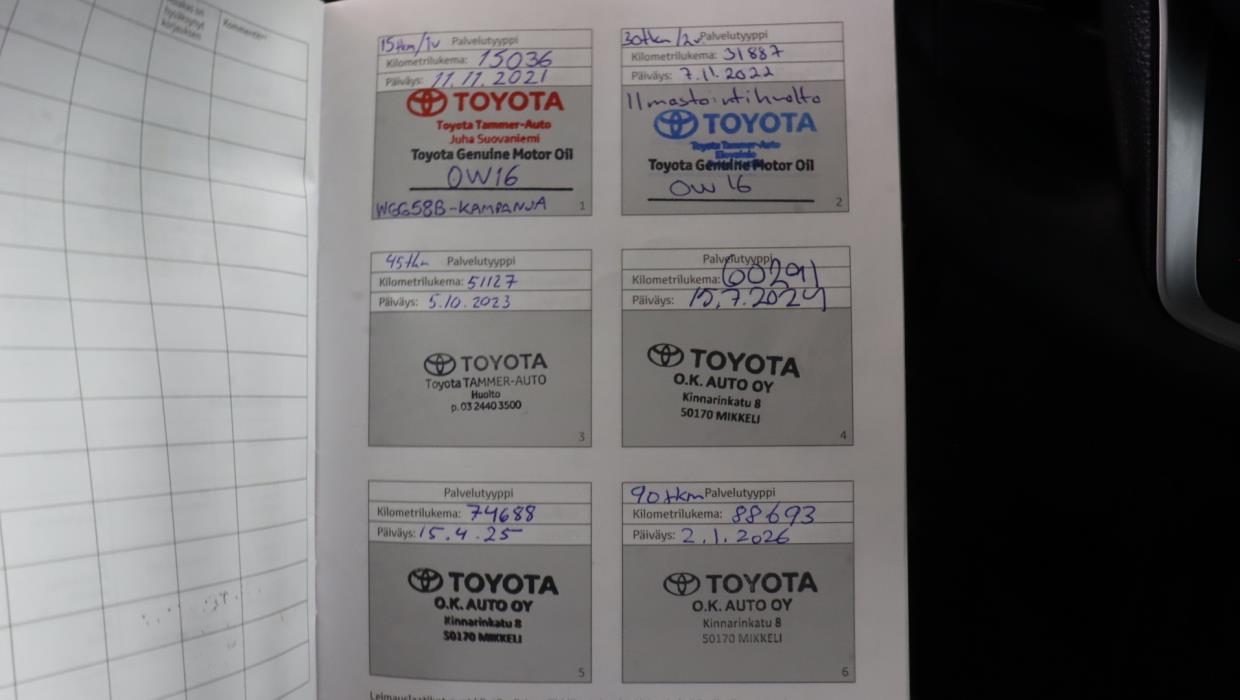 on
hyväksynyt
korjauksen
Kommentit
15tkm/1v Palvelutyyppi
Kilometrilukema: 15036
Päiväys: 11.11.2021
TOYOTA
Toyota Tammer-Auto
Juha Suovaniemi
Toyota Genuine Motor Oil
0W16
WGG58B-KAMPANJA
1
30tkm/2v Palvelutyyppi
Kilometrilukema: 31887
Päiväys: 7.11.2022
Ilmastointihuolto
TOYOTA
Toyota Tammer-Auto
Toyota Genuine Motor Oil
0W16
2
45tkm Palvelutyyppi
Kilometrilukema: 51127
Päiväys: 5.10.2023
TOYOTA
Toyota TAMMER-AUTO
Huolto
p. 03 2440 3500
3
Palvelutyyppi
Kilometrilukema: 60291
Päiväys: 15.7.2024
TOYOTA
O.K. AUTO OY
Kinnarinkatu 8
50170 MIKKELI
4
Palvelutyyppi
Kilometrilukema: 74688
Päiväys: 15.4.25
TOYOTA
O.K. AUTO OY
Kinnarinkatu 8
50170 MIKKELI
5
90tkm Palvelutyyppi
Kilometrilukema: 88693
Päiväys: 2.1.2026
TOYOTA
O.K. AUTO OY
Kinnarinkatu 8
50170 MIKKELI
6